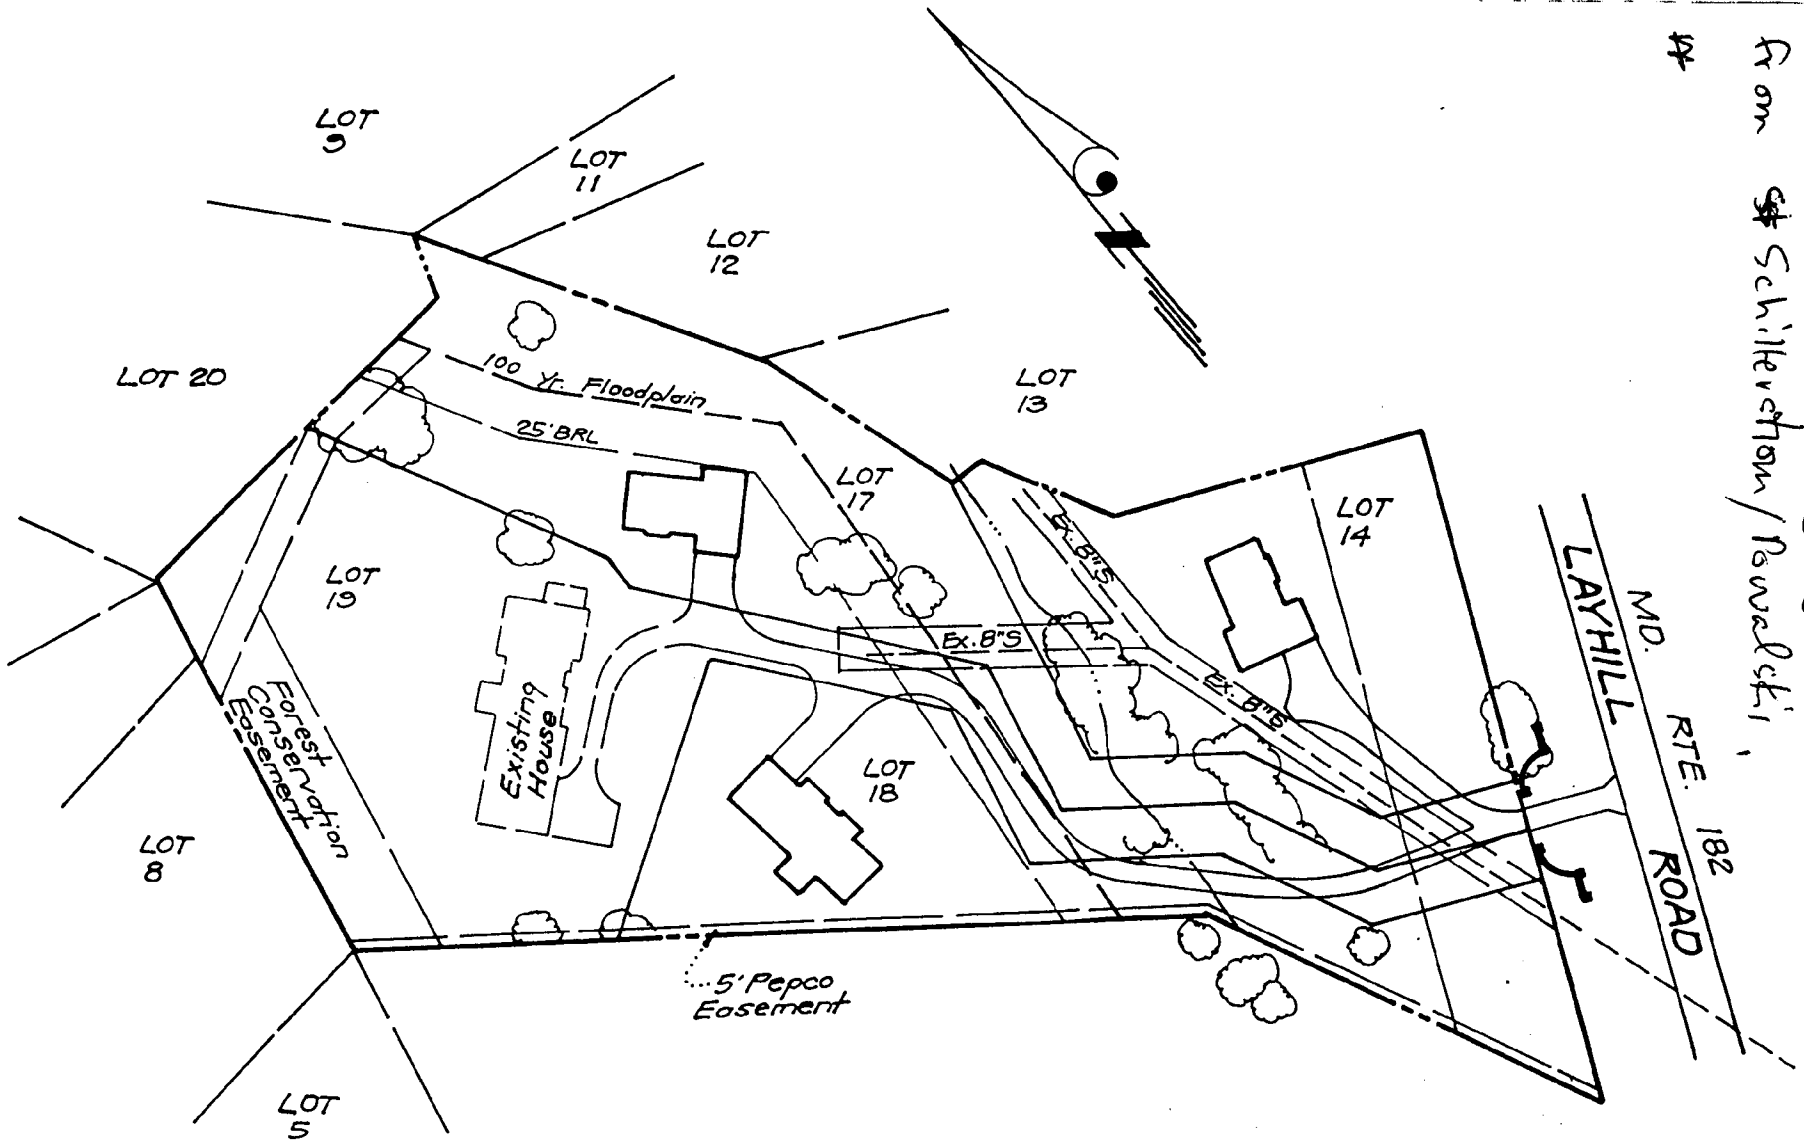 LOT
9
LOT
11
LOT
12
LOT 20
100 Yr. Floodplain
25' BRL
LOT
13
LOT
17
LOT
14
Ex. 8"S
Ex. 8"S
Ex. 8"S
LOT
19
Existing
House
LOT
18
Forest
Conservation
Easement
LOT
8
5' Pepco
Easement
LOT
5
MD. RTE. 182
LAYHILL ROAD
from